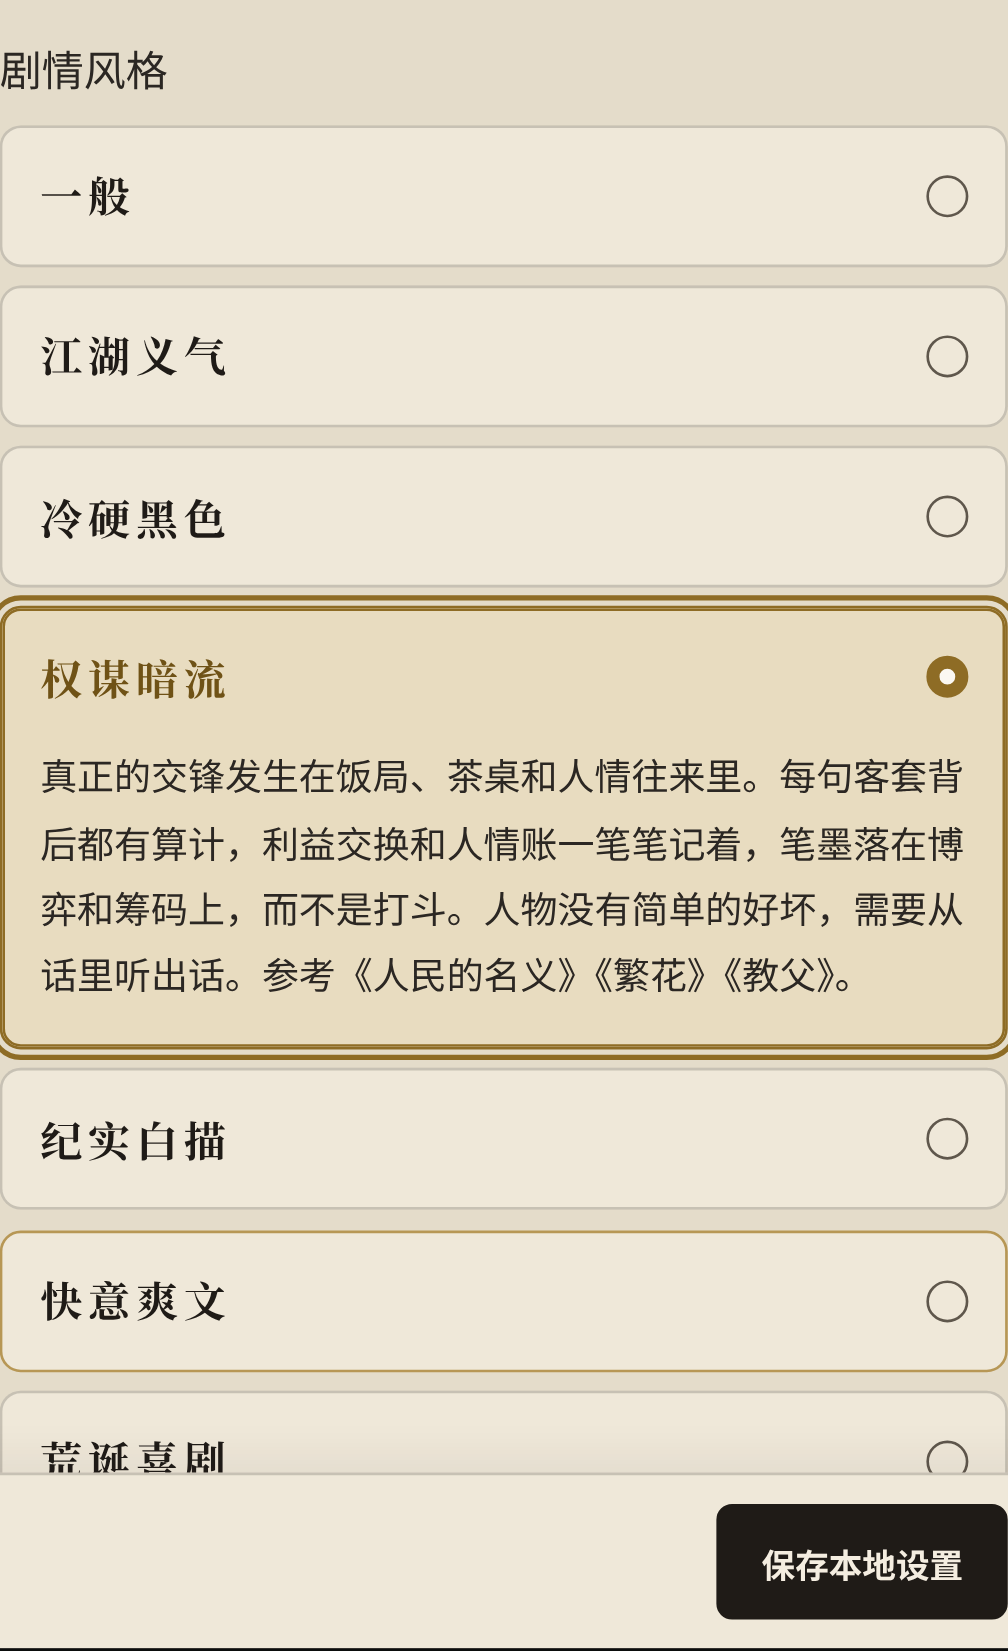 剧情风格
一般
江湖义气
冷硬黑色
权谋暗流
真正的交锋发生在饭局、茶桌和人情往来里。每句客套背
后都有算计，利益交换和人情账一笔笔记着，笔墨落在博
弈和筹码上，而不是打斗。人物没有简单的好坏，需要从
话里听出话。参考《人民的名义》《繁花》《教父》。
纪实白描
快意爽文
荒诞喜剧
保存本地设置